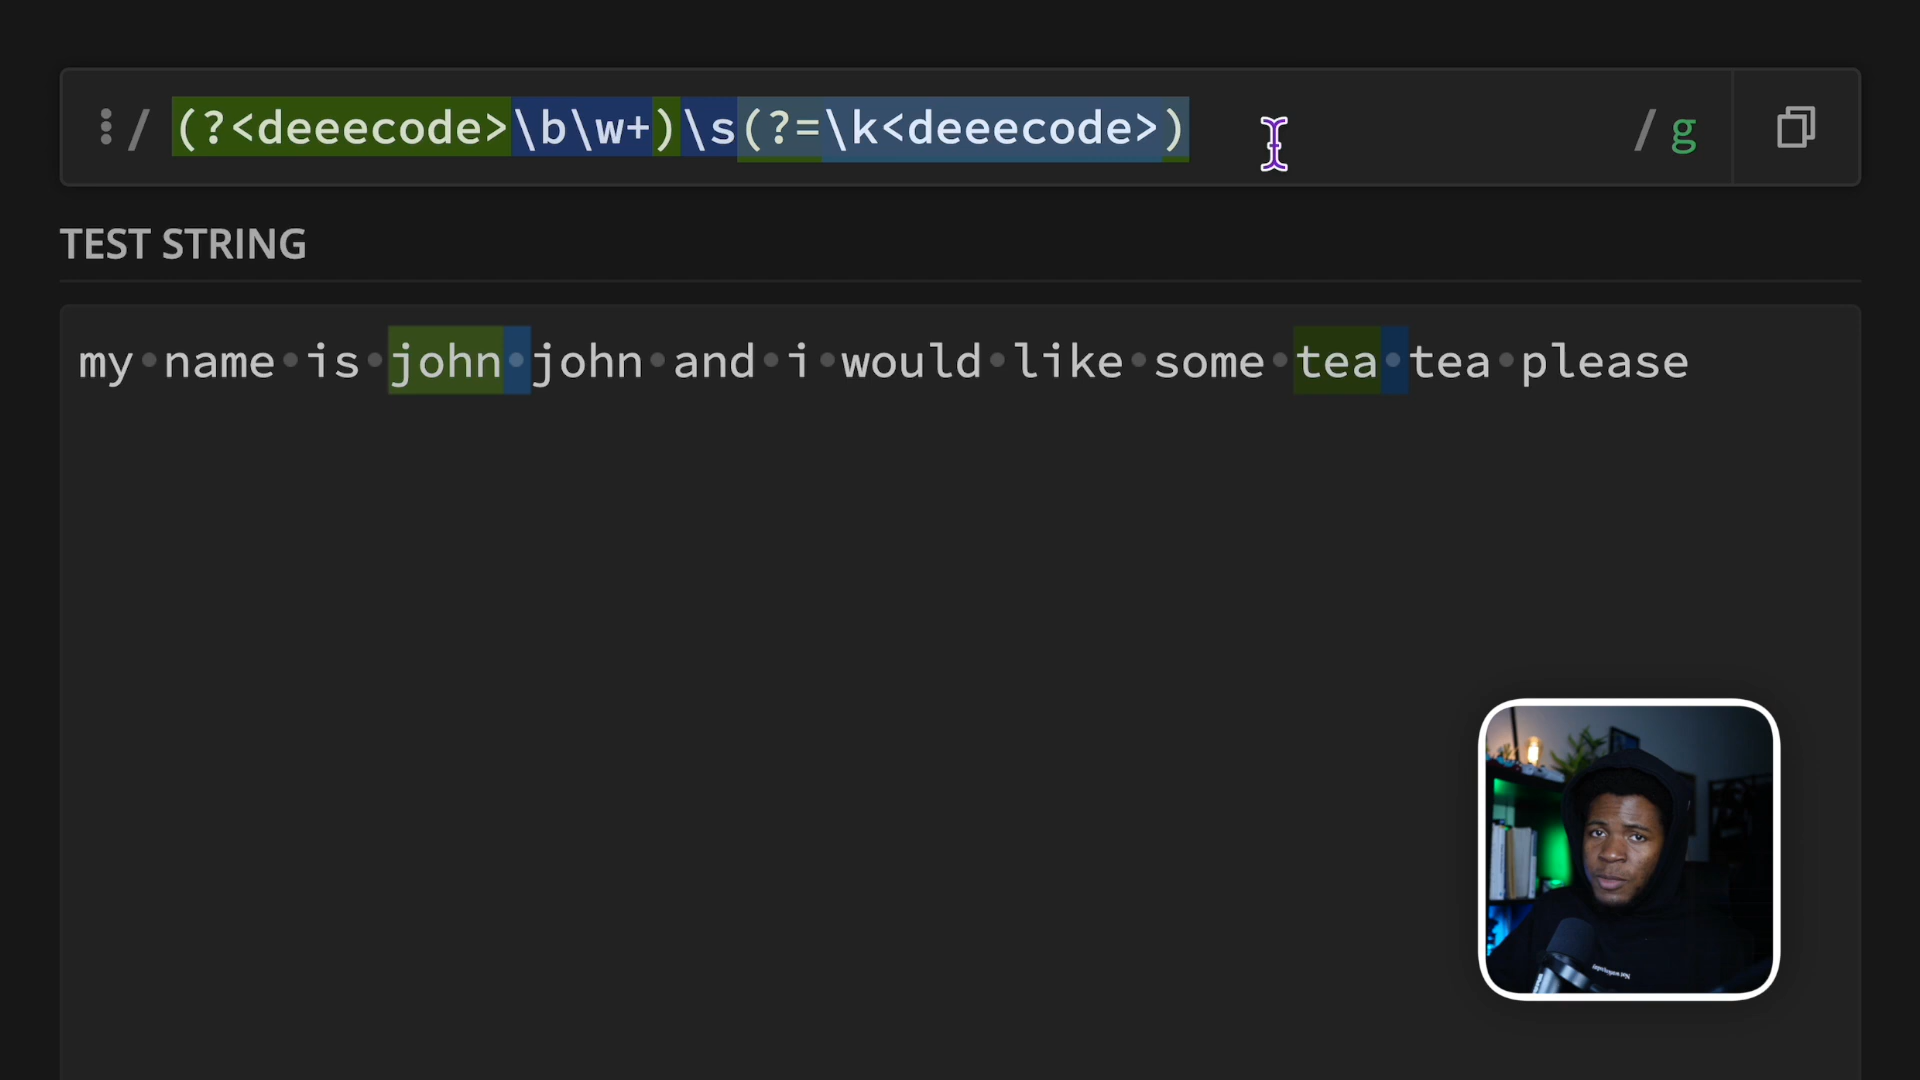 / (?<deeecode>\b\w+)\s(?=\k<deeecode>) / g
TEST STRING
my·name·is·john·john·and·i·would·like·some·tea·tea·please